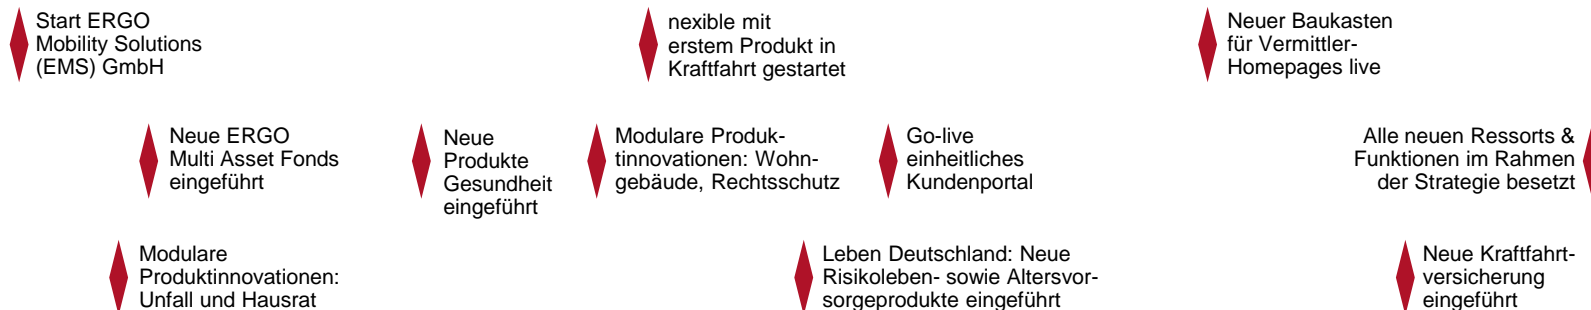 Start ERGO
Mobility Solutions
(EMS) GmbH
nexible mit
erstem Produkt in
Kraftfahrt gestartet
Neuer Baukasten
für Vermittler-
Homepages live
Neue ERGO
Multi Asset Fonds
eingeführt
Neue
Produkte
Gesundheit
eingeführt
Modulare Produk-
tinnovationen: Wohn-
gebäude, Rechtsschutz
Go-live
einheitliches
Kundenportal
Alle neuen Ressorts &
Funktionen im Rahmen
der Strategie besetzt
Modulare
Produktinnovationen:
Unfall und Hausrat
Leben Deutschland: Neue
Risikoleben- sowie Altersvor-
sorgeprodukte eingeführt
Neue Kraftfahrt-
versicherung
eingeführt